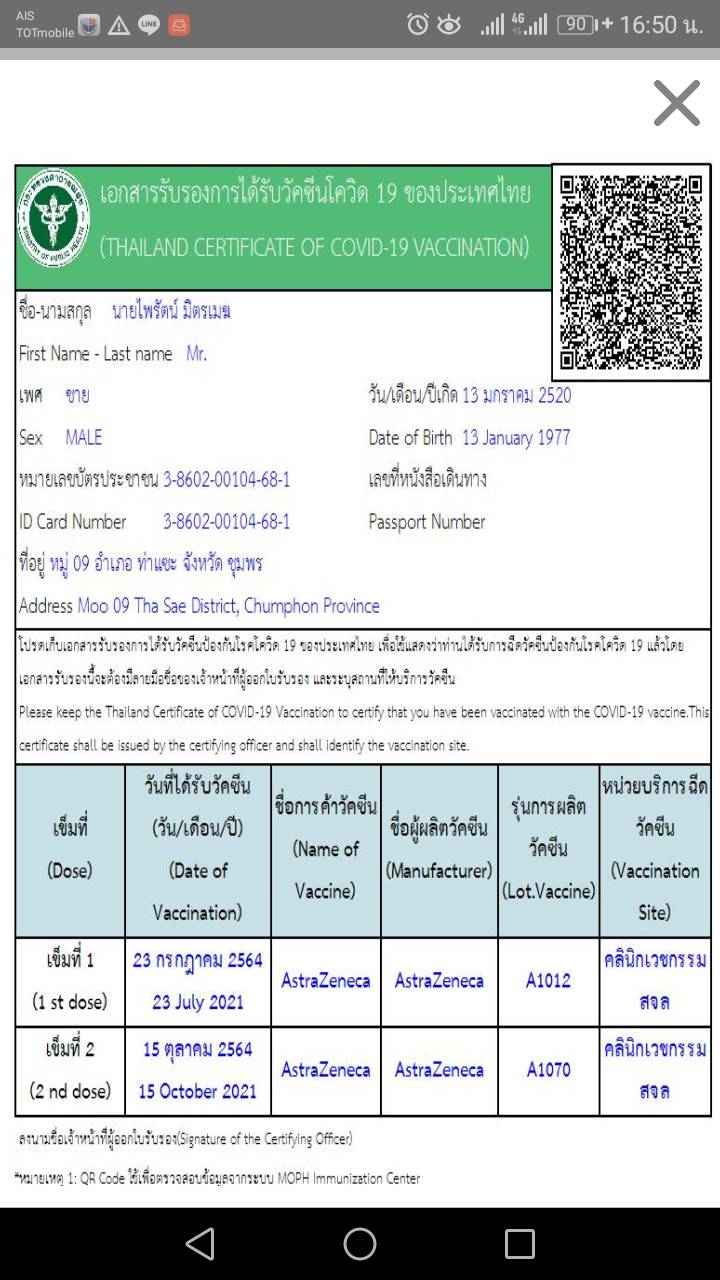 AIS
TOTmobile
LINE
4G
90
16:50 น.
เอกสารรับรองการได้รับวัคซีนโควิด 19 ของประเทศไทย
(THAILAND CERTIFICATE OF COVID-19 VACCINATION)
ชื่อ-นามสกุล นายไพรัตน์ มิตรเมฆ
First Name - Last name Mr.
เพศ ชาย วัน/เดือน/ปีเกิด 13 มกราคม 2520
Sex MALE Date of Birth 13 January 1977
หมายเลขบัตรประชาชน 3-8602-00104-68-1 เลขที่หนังสือเดินทาง
ID Card Number 3-8602-00104-68-1 Passport Number
ที่อยู่ หมู่ 09 อำเภอ ท่าแซะ จังหวัด ชุมพร
Address Moo 09 Tha Sae District, Chumphon Province
โปรดเก็บเอกสารรับรองการได้รับวัคซีนป้องกันโรคโควิด 19 ของประเทศไทย เพื่อใช้แสดงว่าท่านได้รับการฉีดวัคซีนป้องกันโรคโควิด 19 แล้วโดย
เอกสารรับรองนี้จะต้องมีลายมือชื่อของเจ้าหน้าที่ผู้ออกใบรับรอง และระบุสถานที่ให้บริการวัคซีน
Please keep the Thailand Certificate of COVID-19 Vaccination to certify that you have been vaccinated with the COVID-19 vaccine.This
certificate shall be issued by the certifying officer and shall identify the vaccination site.
เข็มที่
(Dose)
วันที่ได้รับวัคซีน
(วัน/เดือน/ปี)
(Date of
Vaccination)
ชื่อการค้าวัคซีน
(Name of
Vaccine)
ชื่อผู้ผลิตวัคซีน
(Manufacturer)
รุ่นการผลิต
วัคซีน
(Lot.Vaccine)
หน่วยบริการฉีด
วัคซีน
(Vaccination
Site)
เข็มที่ 1
(1 st dose)
23 กรกฎาคม 2564
23 July 2021
AstraZeneca
AstraZeneca
A1012
คลินิกเวชกรรม
สจล
เข็มที่ 2
(2 nd dose)
15 ตุลาคม 2564
15 October 2021
AstraZeneca
AstraZeneca
A1070
คลินิกเวชกรรม
สจล
ลงนามชื่อเจ้าหน้าที่ผู้ออกใบรับรอง(Signature of the Certifying Officer)
*หมายเหตุ 1: QR Code ใช้เพื่อตรวจสอบข้อมูลจากระบบ MOPH Immunization Center